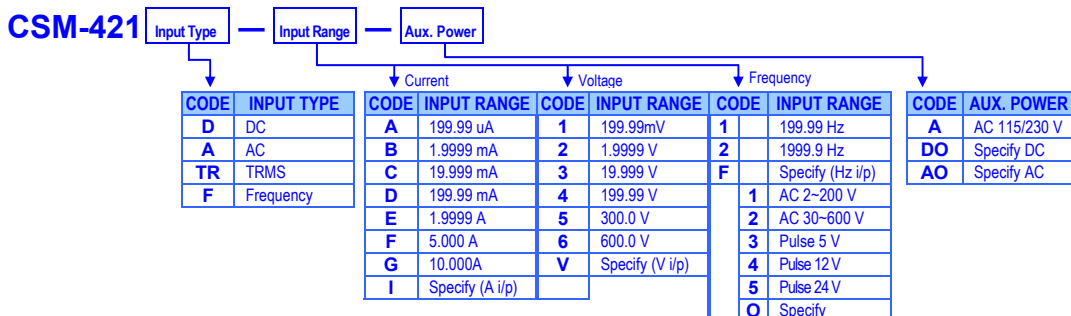 CSM-421 Input Type — Input Range — Aux. Power
Current Voltage Frequency
CODE INPUT TYPE CODE INPUT RANGE CODE INPUT RANGE CODE INPUT RANGE CODE AUX. POWER
D DC A 199.99 uA 1 199.99mV 1 199.99 Hz A AC 115/230 V
A AC B 1.9999 mA 2 1.9999 V 2 1999.9 Hz DO Specify DC
TR TRMS C 19.999 mA 3 19.999 V F Specify (Hz i/p) AO Specify AC
F Frequency D 199.99 mA 4 199.99 V 1 AC 2~200 V
E 1.9999 A 5 300.0 V 2 AC 30~600 V
F 5.000 A 6 600.0 V 3 Pulse 5 V
G 10.000A V Specify (V i/p) 4 Pulse 12 V
I Specify (A i/p) 5 Pulse 24 V
O Specify